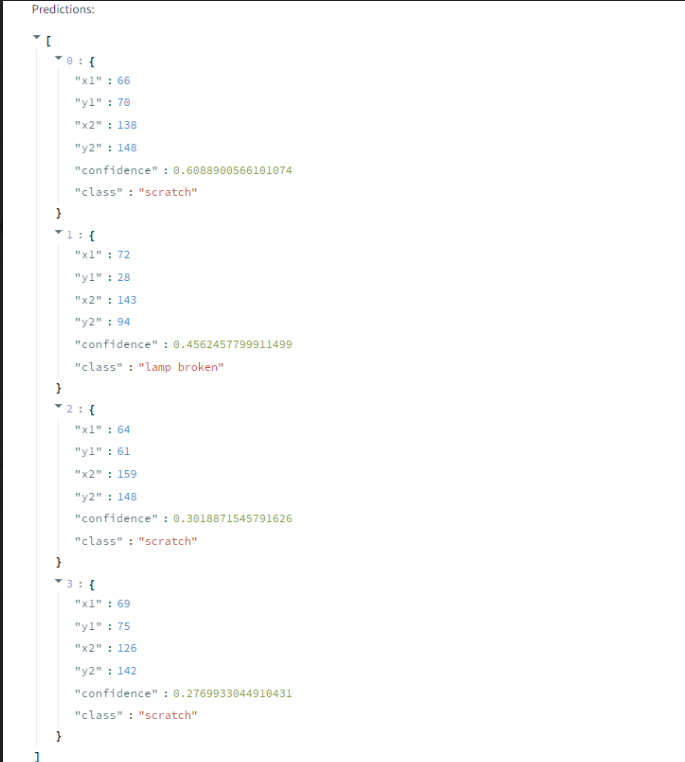 Predictions:
[
0 : {
"x1" : 66
"y1" : 70
"x2" : 138
"y2" : 148
"confidence" : 0.6088900566101074
"class" : "scratch"
}
1 : {
"x1" : 72
"y1" : 28
"x2" : 143
"y2" : 94
"confidence" : 0.4562457799911499
"class" : "lamp broken"
}
2 : {
"x1" : 64
"y1" : 61
"x2" : 159
"y2" : 148
"confidence" : 0.3018871545791626
"class" : "scratch"
}
3 : {
"x1" : 69
"y1" : 75
"x2" : 126
"y2" : 142
"confidence" : 0.2769933044910431
"class" : "scratch"
}
]